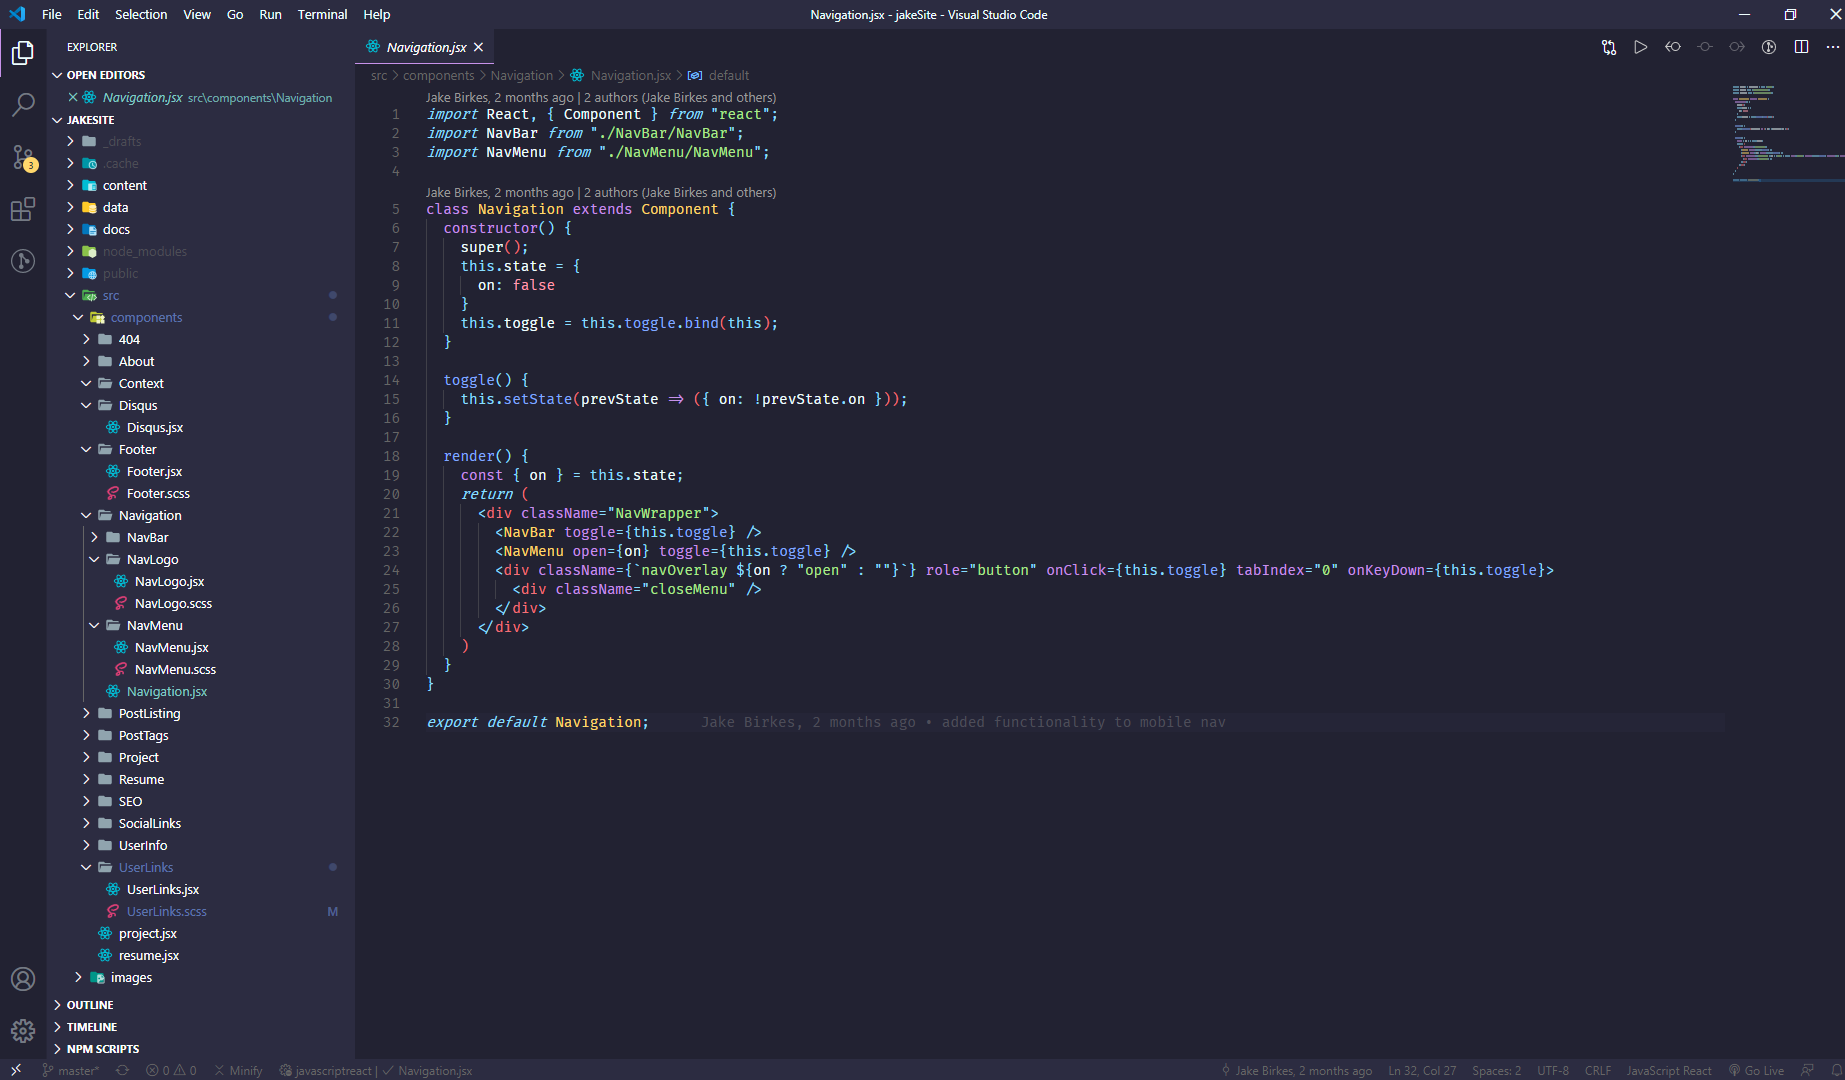 File Edit Selection View Go Run Terminal Help
Navigation.jsx - jakeSite - Visual Studio Code
EXPLORER
OPEN EDITORS
Navigation.jsx src\components\Navigation
JAKESITE
_drafts
.cache
content
data
docs
node_modules
public
src
components
404
About
Context
Disqus
Disqus.jsx
Footer
Footer.jsx
Footer.scss
Navigation
NavBar
NavLogo
NavLogo.jsx
NavLogo.scss
NavMenu
NavMenu.jsx
NavMenu.scss
Navigation.jsx
PostListing
PostTags
Project
Resume
SEO
SocialLinks
UserInfo
UserLinks
UserLinks.jsx
UserLinks.scss M
project.jsx
resume.jsx
images
OUTLINE
TIMELINE
NPM SCRIPTS
3
Navigation.jsx
src > components > Navigation > Navigation.jsx > default
Jake Birkes, 2 months ago | 2 authors (Jake Birkes and others)
1 import React, { Component } from "react";
2 import NavBar from "./NavBar/NavBar";
3 import NavMenu from "./NavMenu/NavMenu";
4
Jake Birkes, 2 months ago | 2 authors (Jake Birkes and others)
5 class Navigation extends Component {
6 constructor() {
7 super();
8 this.state = {
9 on: false
10 }
11 this.toggle = this.toggle.bind(this);
12 }
13
14 toggle() {
15 this.setState(prevState => ({ on: !prevState.on }));
16 }
17
18 render() {
19 const { on } = this.state;
20 return (
21 <div className="NavWrapper">
22 <NavBar toggle={this.toggle} />
23 <NavMenu open={on} toggle={this.toggle} />
24 <div className={`navOverlay ${on ? "open" : ""}`} role="button" onClick={this.toggle} tabIndex="0" onKeyDown={this.toggle}>
25 <div className="closeMenu" />
26 </div>
27 </div>
28 )
29 }
30 }
31
32 export default Navigation; Jake Birkes, 2 months ago • added functionality to mobile nav
master* 0 0 Minify javascriptreact | ✓ Navigation.jsx
Jake Birkes, 2 months ago Ln 32, Col 27 Spaces: 2 UTF-8 CRLF JavaScript React Go Live